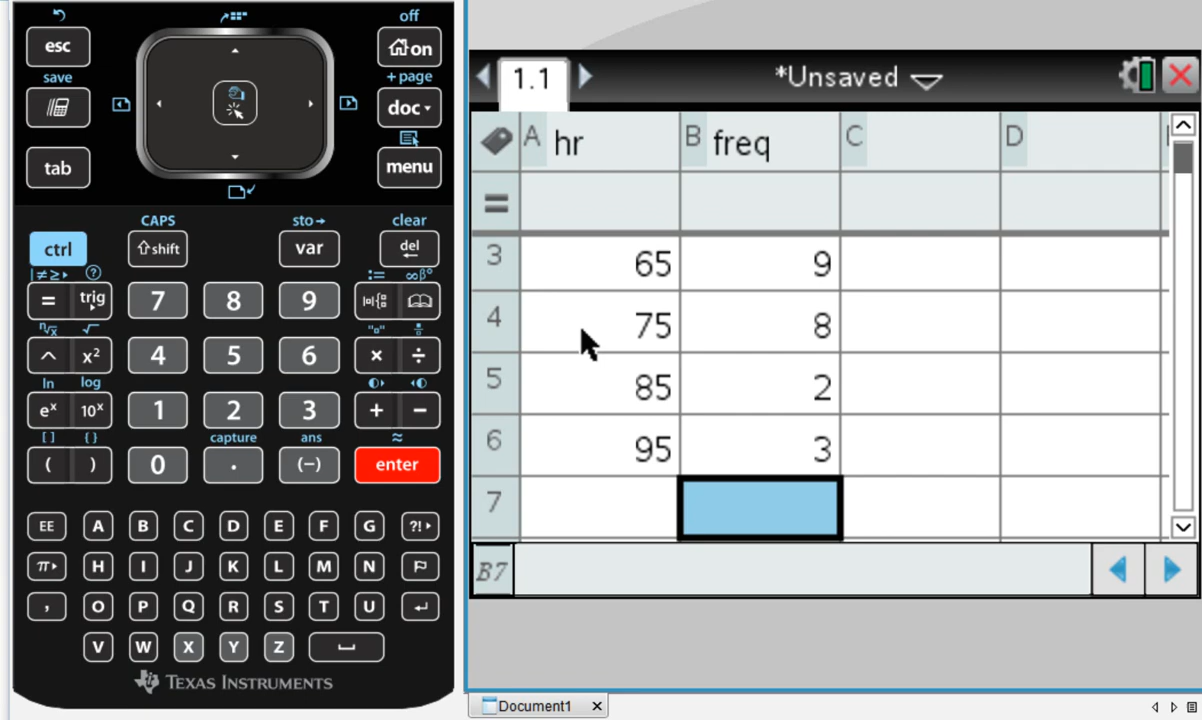 off
esc
on
save
+ page
doc
tab
menu
CAPS
sto→
clear
ctrl
⇧shift
var
del
|≠≥▸ ?
:= ∞β°
= trig 7 8 9
ⁿ√x √
"□"
^ x² 4 5 6 × ÷
ln log
eˣ 10ˣ 1 2 3 + −
[ ] { } capture ans ≈
( ) 0 . (−) enter
EE A B C D E F G ?!▸
π▸ H I J K L M N
, O P Q R S T U ↵
V W X Y Z
TEXAS INSTRUMENTS
1.1 *Unsaved
A hr B freq C D
=
3 65 9
4 75 8
5 85 2
6 95 3
7
B7
Document1 ×